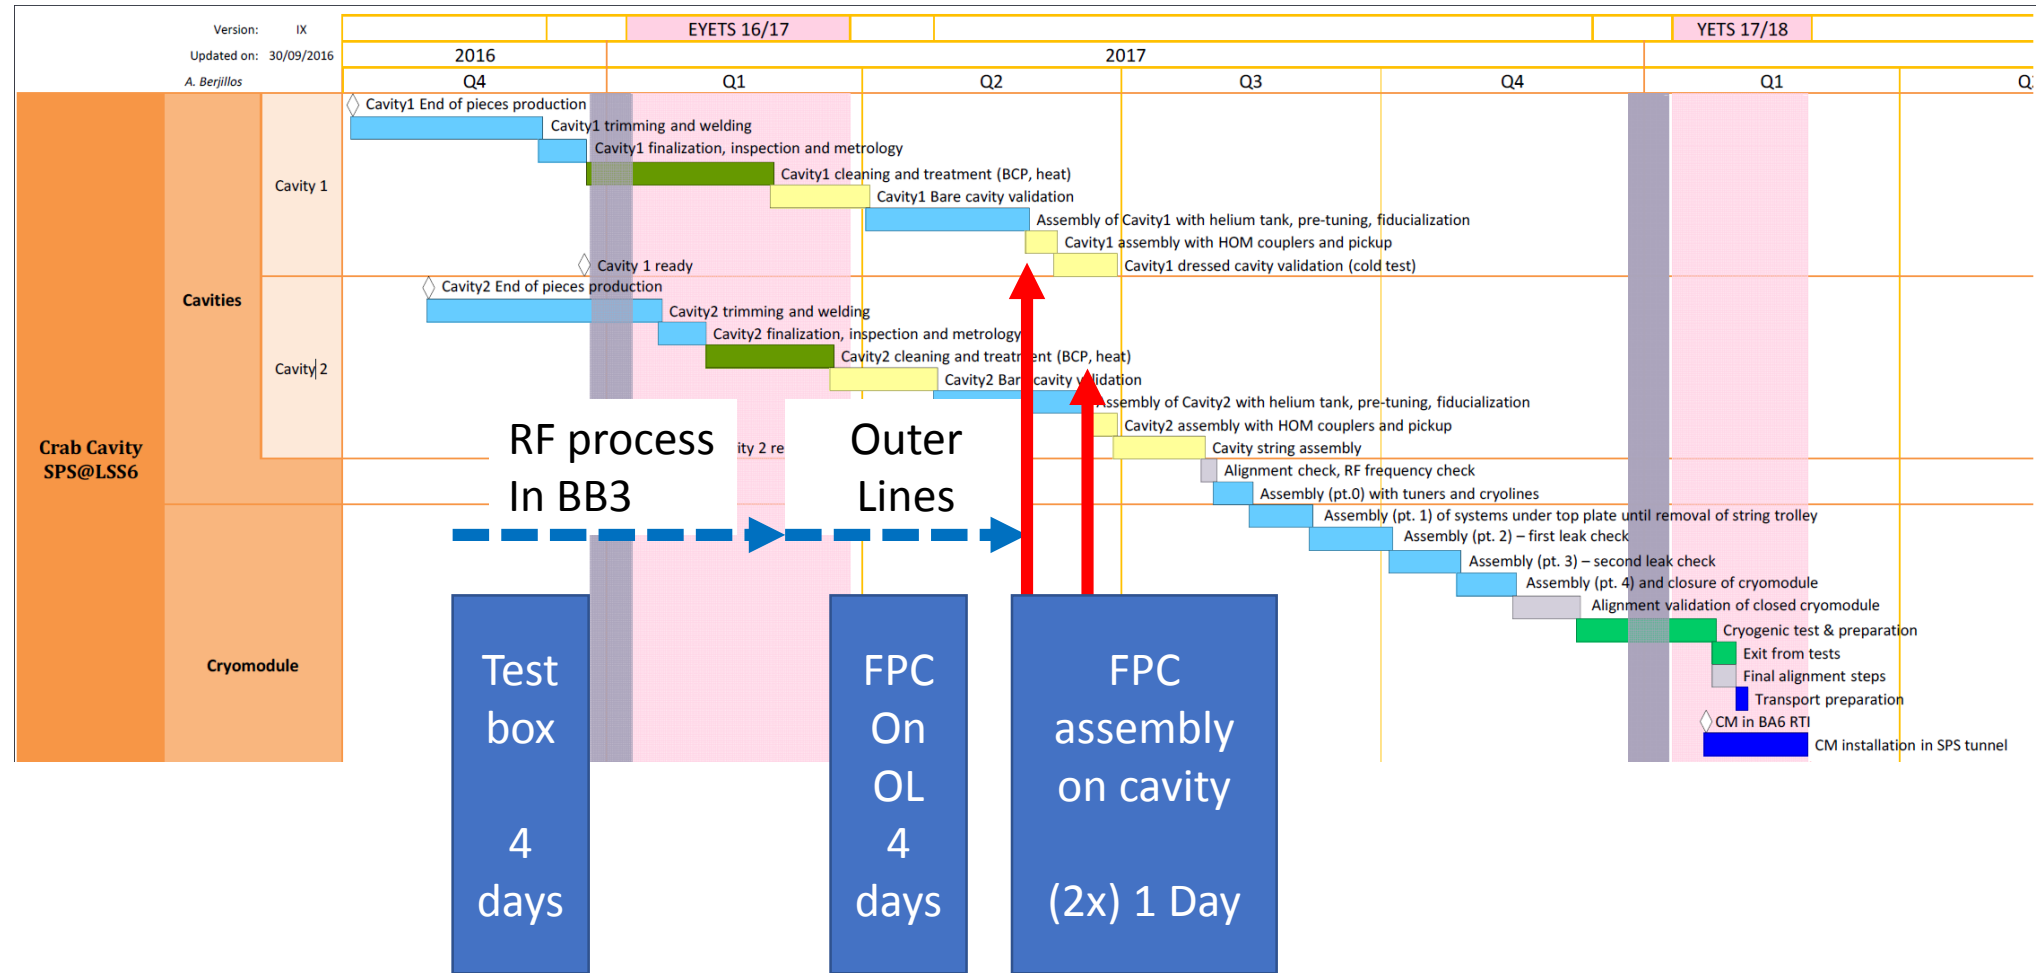 Version: IX
Updated on: 30/09/2016
A. Berjillos
EYETS 16/17
YETS 17/18
2016
2017
Q4
Q1
Q2
Q3
Q4
Q1
Crab Cavity
SPS@LSS6
Cavities
Cavity 1
Cavity1 End of pieces production
Cavity1 trimming and welding
Cavity1 finalization, inspection and metrology
Cavity1 cleaning and treatment (BCP, heat)
Cavity1 Bare cavity validation
Assembly of Cavity1 with helium tank, pre-tuning, fiducialization
Cavity1 assembly with HOM couplers and pickup
Cavity1 dressed cavity validation (cold test)
Cavity 1 ready
Cavity 2
Cavity2 End of pieces production
Cavity2 trimming and welding
Cavity2 finalization, inspection and metrology
Cavity2 cleaning and treatment (BCP, heat)
Cavity2 Bare cavity validation
Assembly of Cavity2 with helium tank, pre-tuning, fiducialization
Cavity2 assembly with HOM couplers and pickup
ity 2 re
Cavity string assembly
Alignment check, RF frequency check
Cryomodule
Assembly (pt.0) with tuners and cryolines
Assembly (pt. 1) of systems under top plate until removal of string trolley
Assembly (pt. 2) – first leak check
Assembly (pt. 3) – second leak check
Assembly (pt. 4) and closure of cryomodule
Alignment validation of closed cryomodule
Cryogenic test & preparation
Exit from tests
Final alignment steps
Transport preparation
CM in BA6 RTI
CM installation in SPS tunnel
RF process
In BB3
Outer
Lines
Test
box
4
days
FPC
On
OL
4
days
FPC
assembly
on cavity
(2x) 1 Day